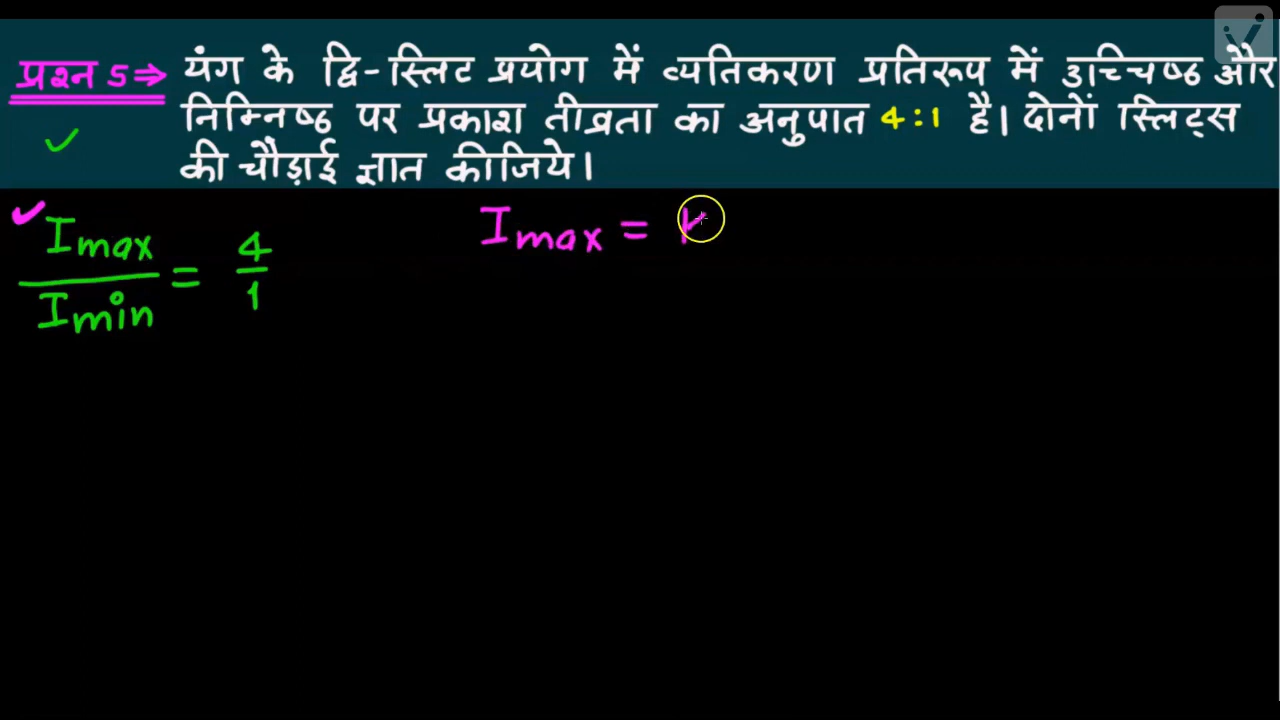 प्रश्न 5⇒ यंग के द्वि-स्लिट प्रयोग में व्यतिकरण प्रतिरूप में उच्चिष्ठ और
निम्निष्ठ पर प्रकाश तीव्रता का अनुपात 4:1 है। दोनों स्लिट्स
की चौड़ाई ज्ञात कीजिये।
Imax / Imin = 4 / 1
Imax =